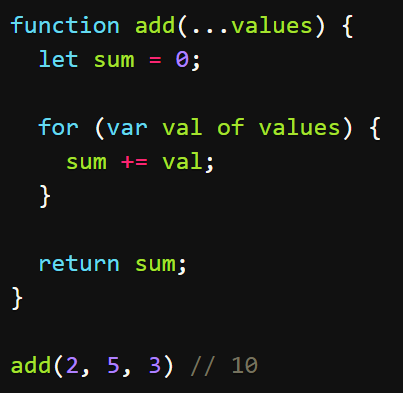 function add(...values) {
  let sum = 0;

  for (var val of values) {
    sum += val;
  }

  return sum;
}

add(2, 5, 3) // 10